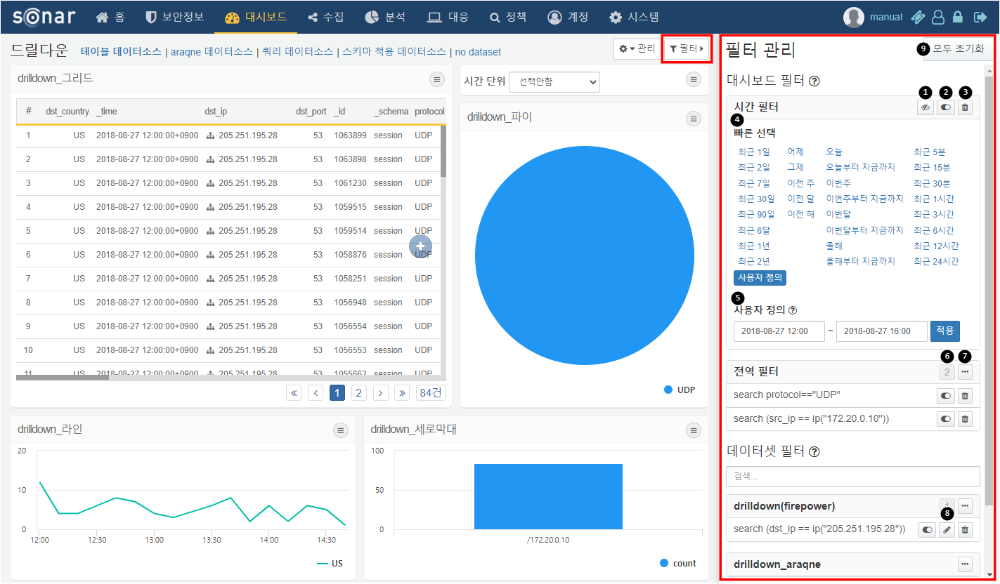 sonar
홈
보안정보
대시보드
수집
분석
대응
정책
계정
시스템
manual
드릴다운
테이블 데이터소스 | araqne 데이터소스 | 쿼리 데이터소스 | 스키마 적용 데이터소스 | no dataset
관리
필터
drilldown_그리드
# dst_country _time dst_ip dst_port _id _schema protocol
1 US 2018-08-27 12:00:00+0900 205.251.195.28 53 1063899 session UDP
2 US 2018-08-27 12:00:00+0900 205.251.195.28 53 1063898 session UDP
3 US 2018-08-27 12:00:00+0900 205.251.195.28 53 1061230 session UDP
4 US 2018-08-27 12:00:00+0900 205.251.195.28 53 1059515 session UDP
5 US 2018-08-27 12:00:00+0900 205.251.195.28 53 1059514 session UDP
6 US 2018-08-27 12:00:00+0900 205.251.195.28 53 1058876 session UDP
7 US 2018-08-27 12:00:00+0900 205.251.195.28 53 1058251 session UDP
8 US 2018-08-27 12:00:00+0900 205.251.195.28 53 1056948 session UDP
9 US 2018-08-27 12:00:00+0900 205.251.195.28 53 1056554 session UDP
10 US 2018-08-27 12:00:00+0900 205.251.195.28 53 1056553 session UDP
11 US 2018-08-27 12:00:00+0900 205.251.195.28 53 1055662 session UDP
« ‹ 1 2 › » 84건
시간 단위 선택안함
drilldown_파이
UDP
drilldown_라인
20
10
0
12:00 12:30 13:00 13:30 14:00 14:30
US
drilldown_세로막대
100
50
0
/172.20.0.10
count
필터 관리
9 모두 초기화
대시보드 필터
1 2 3
시간 필터
4
빠른 선택
최근 1일 어제 오늘 최근 5분
최근 2일 그제 오늘부터 지금까지 최근 15분
최근 7일 이전 주 이번주 최근 30분
최근 30일 이전 달 이번주부터 지금까지 최근 1시간
최근 90일 이전 해 이번달 최근 3시간
최근 6달 이번달부터 지금까지 최근 6시간
최근 1년 올해 최근 12시간
최근 2년 올해부터 지금까지 최근 24시간
사용자 정의
5
사용자 정의
2018-08-27 12:00 ~ 2018-08-27 16:00 적용
6 7
전역 필터 2
search protocol=="UDP"
search (src_ip == ip("172.20.0.10"))
데이터셋 필터
검색...
drilldown(firepower) 1
8
search (dst_ip == ip("205.251.195.28"))
drilldown_araqne